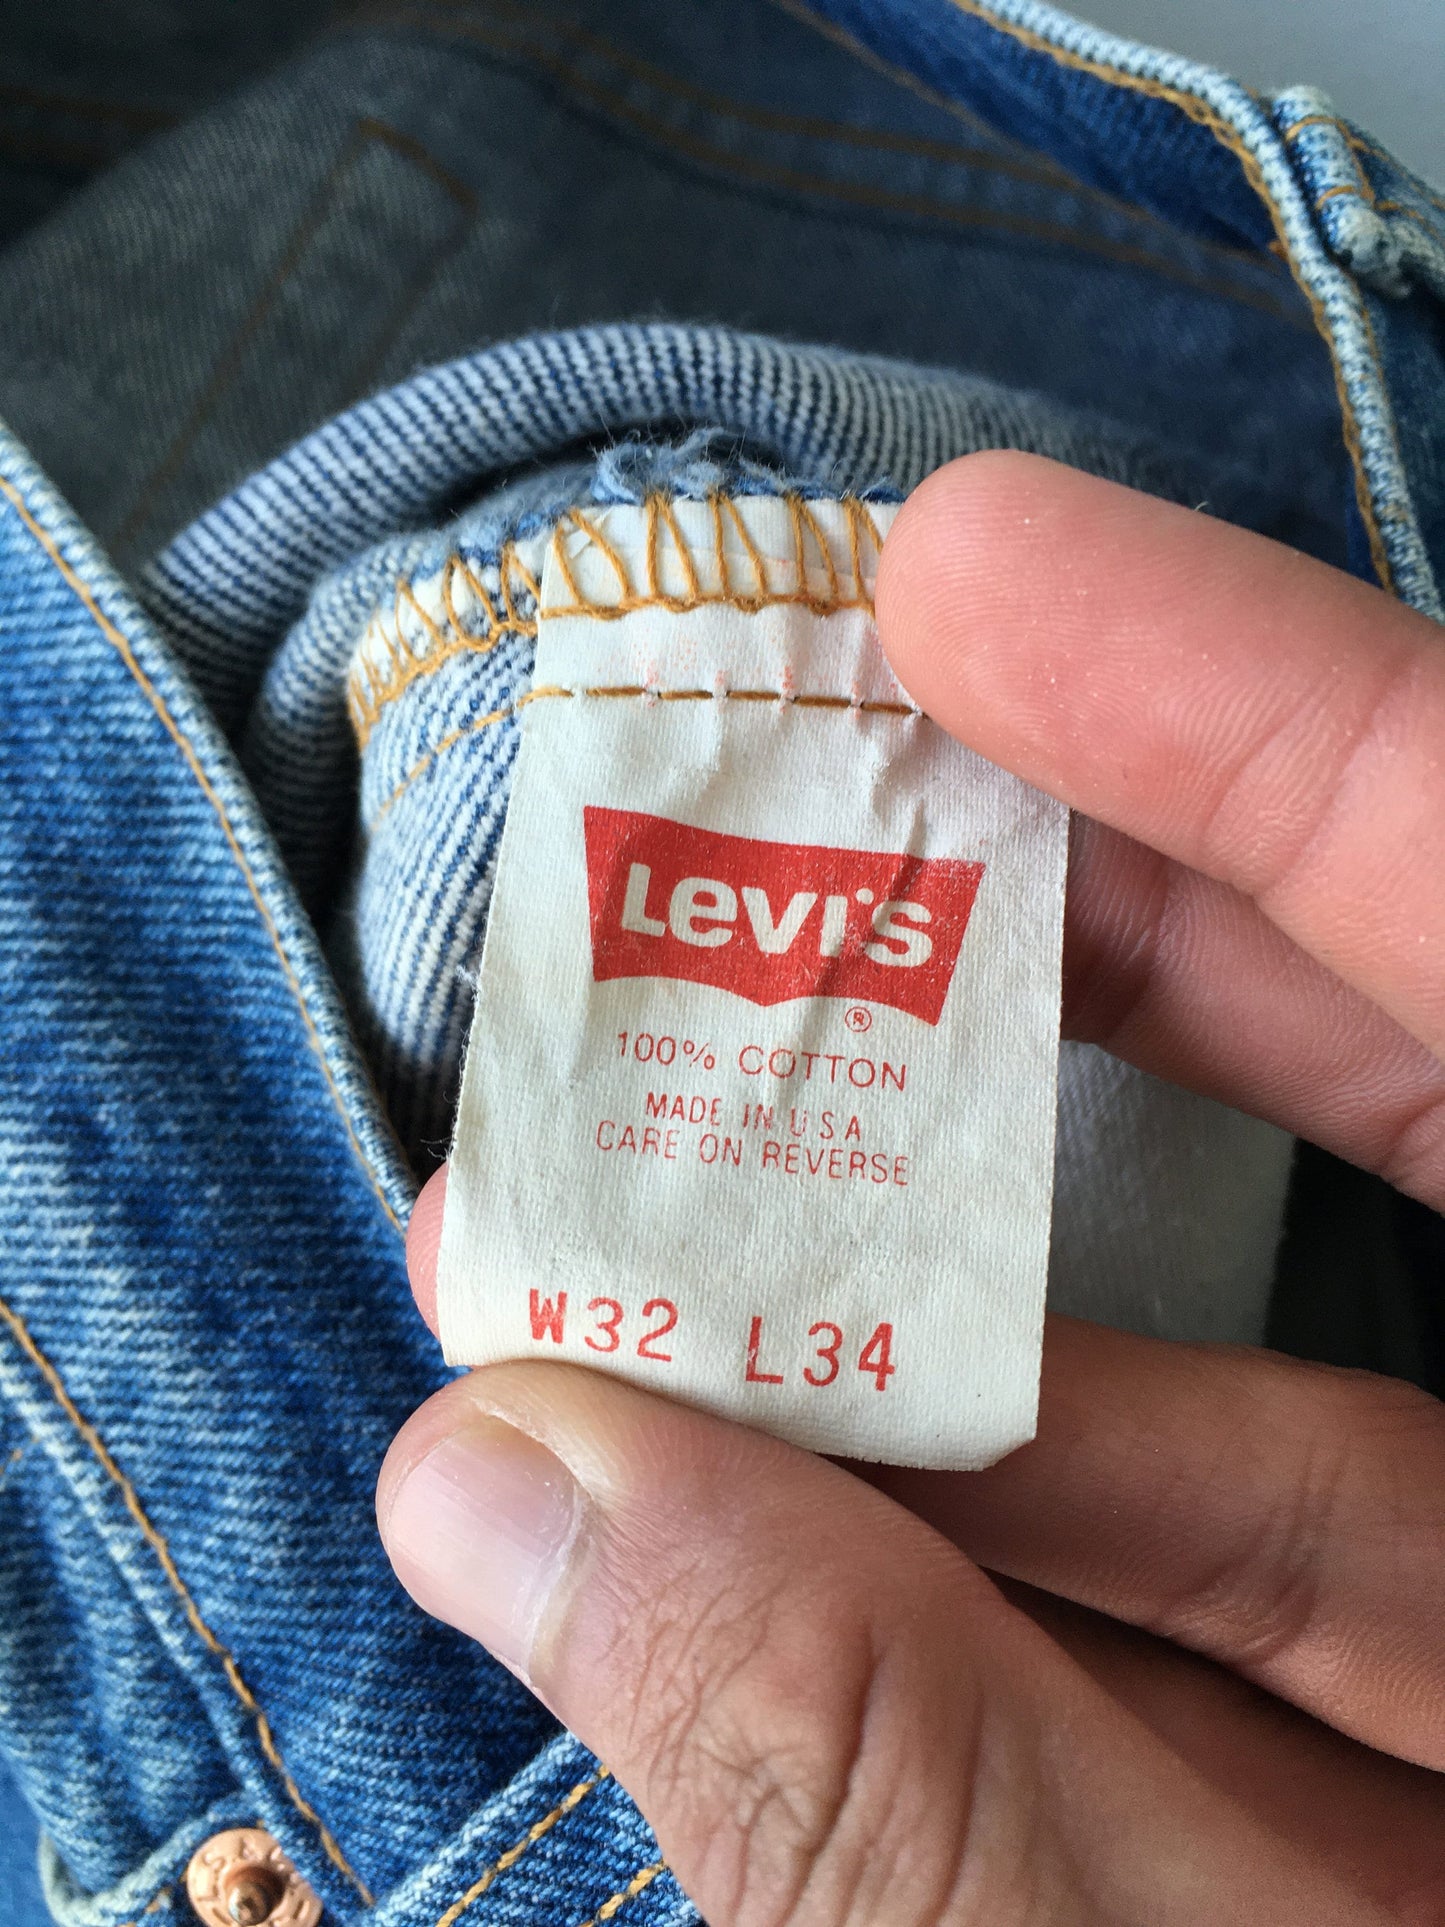 Levi's
®
100% COTTON
MADE IN U S A
CARE ON REVERSE
W32 L34